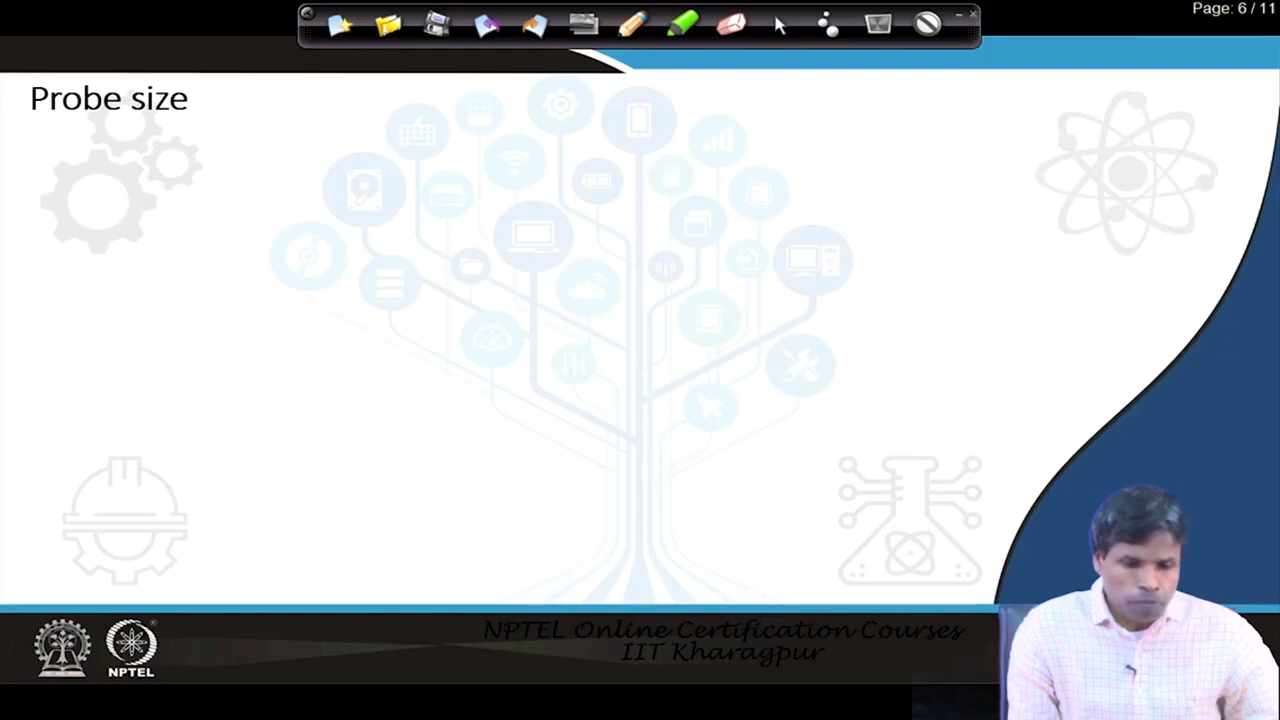 Page: 6 / 11
Probe size
NPTEL Online Certification Courses
IIT Kharagpur
NPTEL